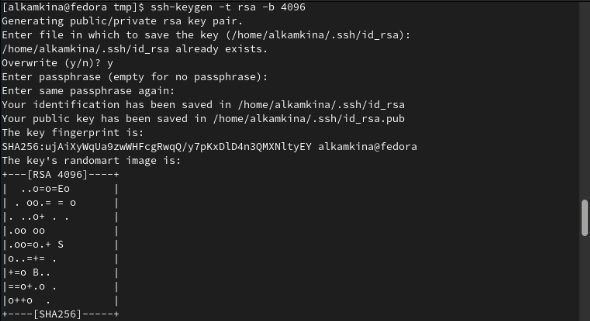 [alkamkina@fedora tmp]$ ssh-keygen -t rsa -b 4096
Generating public/private rsa key pair.
Enter file in which to save the key (/home/alkamkina/.ssh/id_rsa):
/home/alkamkina/.ssh/id_rsa already exists.
Overwrite (y/n)? y
Enter passphrase (empty for no passphrase):
Enter same passphrase again:
Your identification has been saved in /home/alkamkina/.ssh/id_rsa
Your public key has been saved in /home/alkamkina/.ssh/id_rsa.pub
The key fingerprint is:
SHA256:ujAiXyWqUa9zwWHFcgRwqQ/y7pKxDlD4n3QMXNltyEY alkamkina@fedora
The key's randomart image is:
+---[RSA 4096]----+
|  ..o=o=Eo       |
| . oo.= = o      |
| . ..o+ . .      |
|.oo oo           |
|.oo=o.+ S        |
|o..=+= .         |
|+=o B..          |
|==o+.o .         |
|o++o  .          |
+----[SHA256]-----+